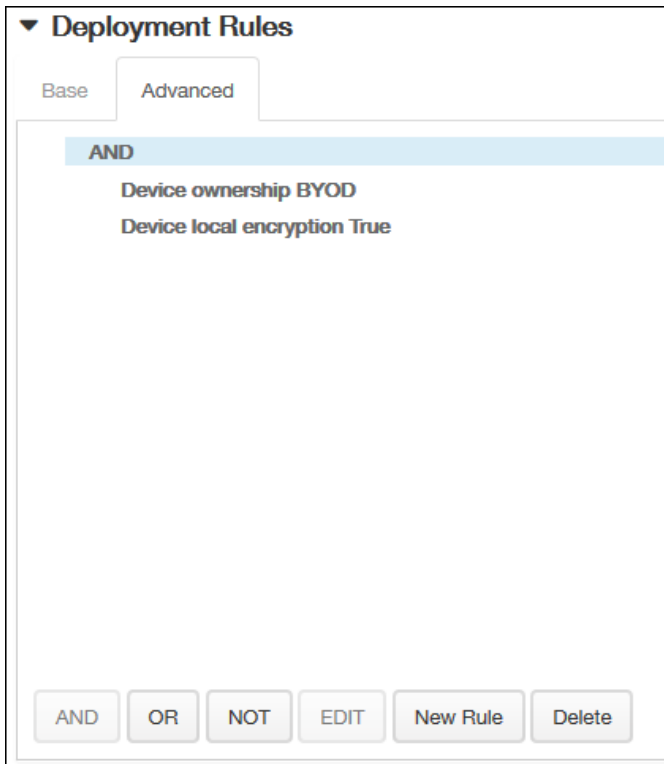 Deployment Rules
Base Advanced
AND
Device ownership BYOD
Device local encryption True
AND OR NOT EDIT New Rule Delete